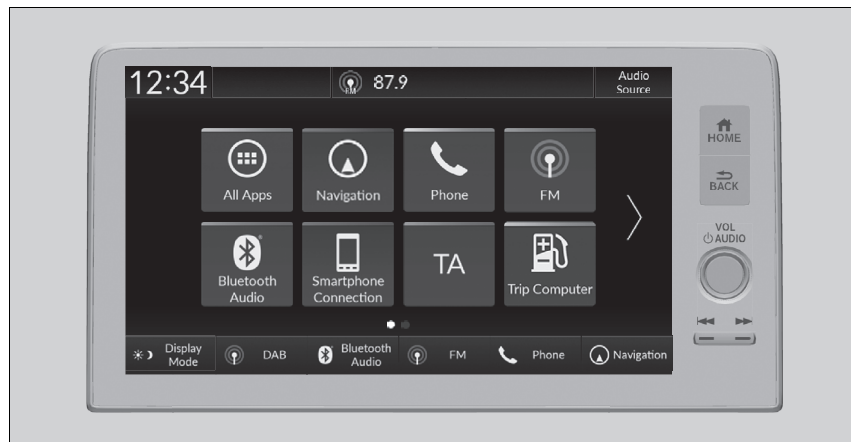 12:34
FM
87.9
Audio
Source
HOME
All Apps
Navigation
Phone
FM
BACK
VOL
AUDIO
Bluetooth
Audio
Smartphone
Connection
TA
Trip Computer
Display
Mode
DAB
Bluetooth
Audio
FM
Phone
Navigation